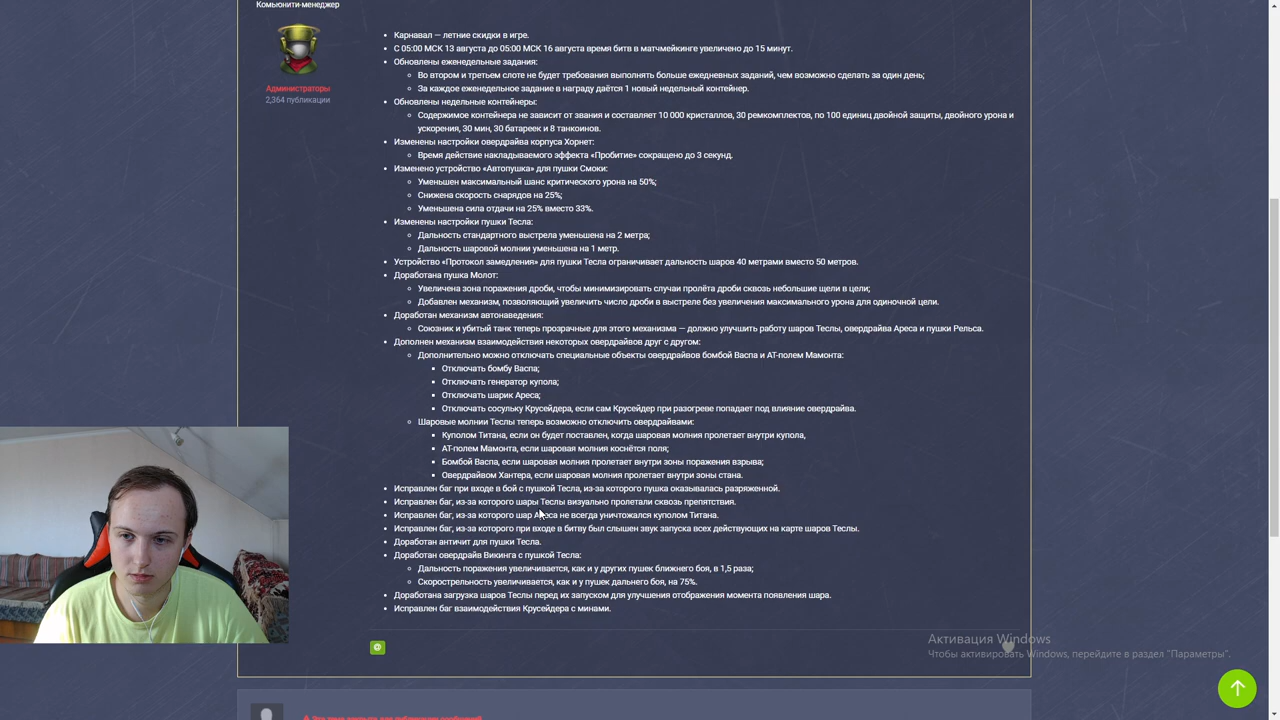 Комьюнити-менеджер
Администраторы
2,364 публикации
Карнавал — летние скидки в игре.
С 05:00 МСК 13 августа до 05:00 МСК 16 августа время битв в матчмейкинге увеличено до 15 минут.
Обновлены еженедельные задания:
Во втором и третьем слоте не будет требования выполнять больше ежедневных заданий, чем возможно сделать за один день;
За каждое еженедельное задание в награду даётся 1 новый недельный контейнер.
Обновлены недельные контейнеры:
Содержимое контейнера не зависит от звания и составляет 10 000 кристаллов, 30 ремкомплектов, по 100 единиц двойной защиты, двойного урона и
ускорения, 30 мин, 30 батареек и 8 танкоинов.
Изменены настройки овердрайва корпуса Хорнет:
Время действие накладываемого эффекта «Пробитие» сокращено до 3 секунд.
Изменено устройство «Автопушка» для пушки Смоки:
Уменьшен максимальный шанс критического урона на 50%;
Снижена скорость снарядов на 25%;
Уменьшена сила отдачи на 25% вместо 33%.
Изменены настройки пушки Тесла:
Дальность стандартного выстрела уменьшена на 2 метра;
Дальность шаровой молнии уменьшена на 1 метр.
Устройство «Протокол замедления» для пушки Тесла ограничивает дальность шаров 40 метрами вместо 50 метров.
Доработана пушка Молот:
Увеличена зона поражения дроби, чтобы минимизировать случаи пролёта дроби сквозь небольшие щели в цели;
Добавлен механизм, позволяющий увеличить число дроби в выстреле без увеличения максимального урона для одиночной цели.
Доработан механизм автонаведения:
Союзник и убитый танк теперь прозрачные для этого механизма — должно улучшить работу шаров Теслы, овердрайва Ареса и пушки Рельса.
Дополнен механизм взаимодействия некоторых овердрайвов друг с другом:
Дополнительно можно отключать специальные объекты овердрайвов бомбой Васпа и АТ-полем Мамонта:
Отключать бомбу Васпа;
Отключать генератор купола;
Отключать шарик Ареса;
Отключать сосульку Крусейдера, если сам Крусейдер при разогреве попадает под влияние овердрайва.
Шаровые молнии Теслы теперь возможно отключить овердрайвами:
Куполом Титана, если он будет поставлен, когда шаровая молния пролетает внутри купола,
АТ-полем Мамонта, если шаровая молния коснётся поля;
Бомбой Васпа, если шаровая молния пролетает внутри зоны поражения взрыва;
Овердрайвом Хантера, если шаровая молния пролетает внутри зоны стана.
Исправлен баг при входе в бой с пушкой Тесла, из-за которого пушка оказывалась разряженной.
Исправлен баг, из-за которого шары Теслы визуально пролетали сквозь препятствия.
Исправлен баг, из-за которого шар Ареса не всегда уничтожался куполом Титана.
Исправлен баг, из-за которого при входе в битву был слышен звук запуска всех действующих на карте шаров Теслы.
Доработан античит для пушки Тесла.
Доработан овердрайв Викинга с пушкой Тесла:
Дальность поражения увеличивается, как и у других пушек ближнего боя, в 1,5 раза;
Скорострельность увеличивается, как и у пушек дальнего боя, на 75%.
Доработана загрузка шаров Теслы перед их запуском для улучшения отображения момента появления шара.
Исправлен баг взаимодействия Крусейдера с минами.
@
Активация Windows
Чтобы активировать Windows, перейдите в раздел "Параметры".